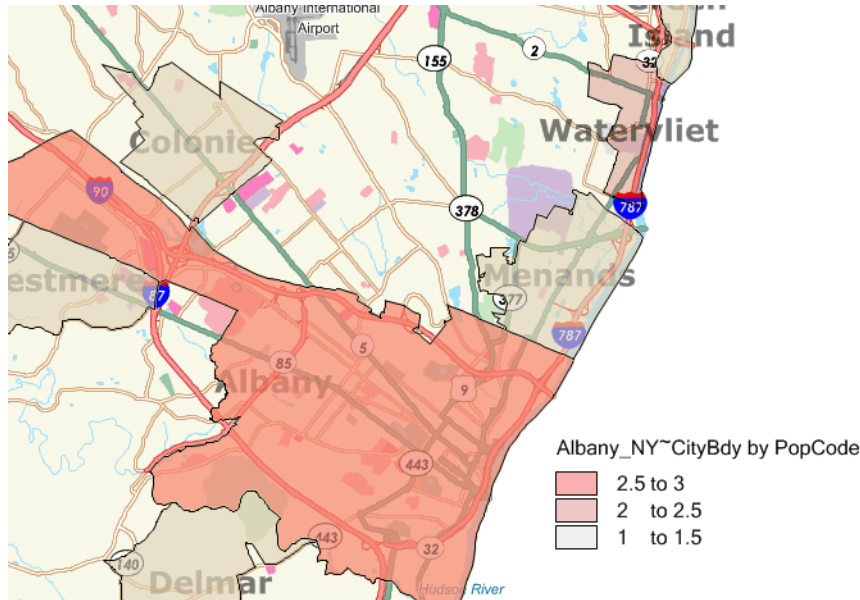 Albany International
Airport
Green
Island
155
2
32
Colonie
Watervliet
90
787
378
estmere
87
Menands
377
787
5
85
Albany
9
443
443
32
140
Delmar
Hudson River
Albany_NY~CityBdy by PopCode
2.5 to 3
2 to 2.5
1 to 1.5